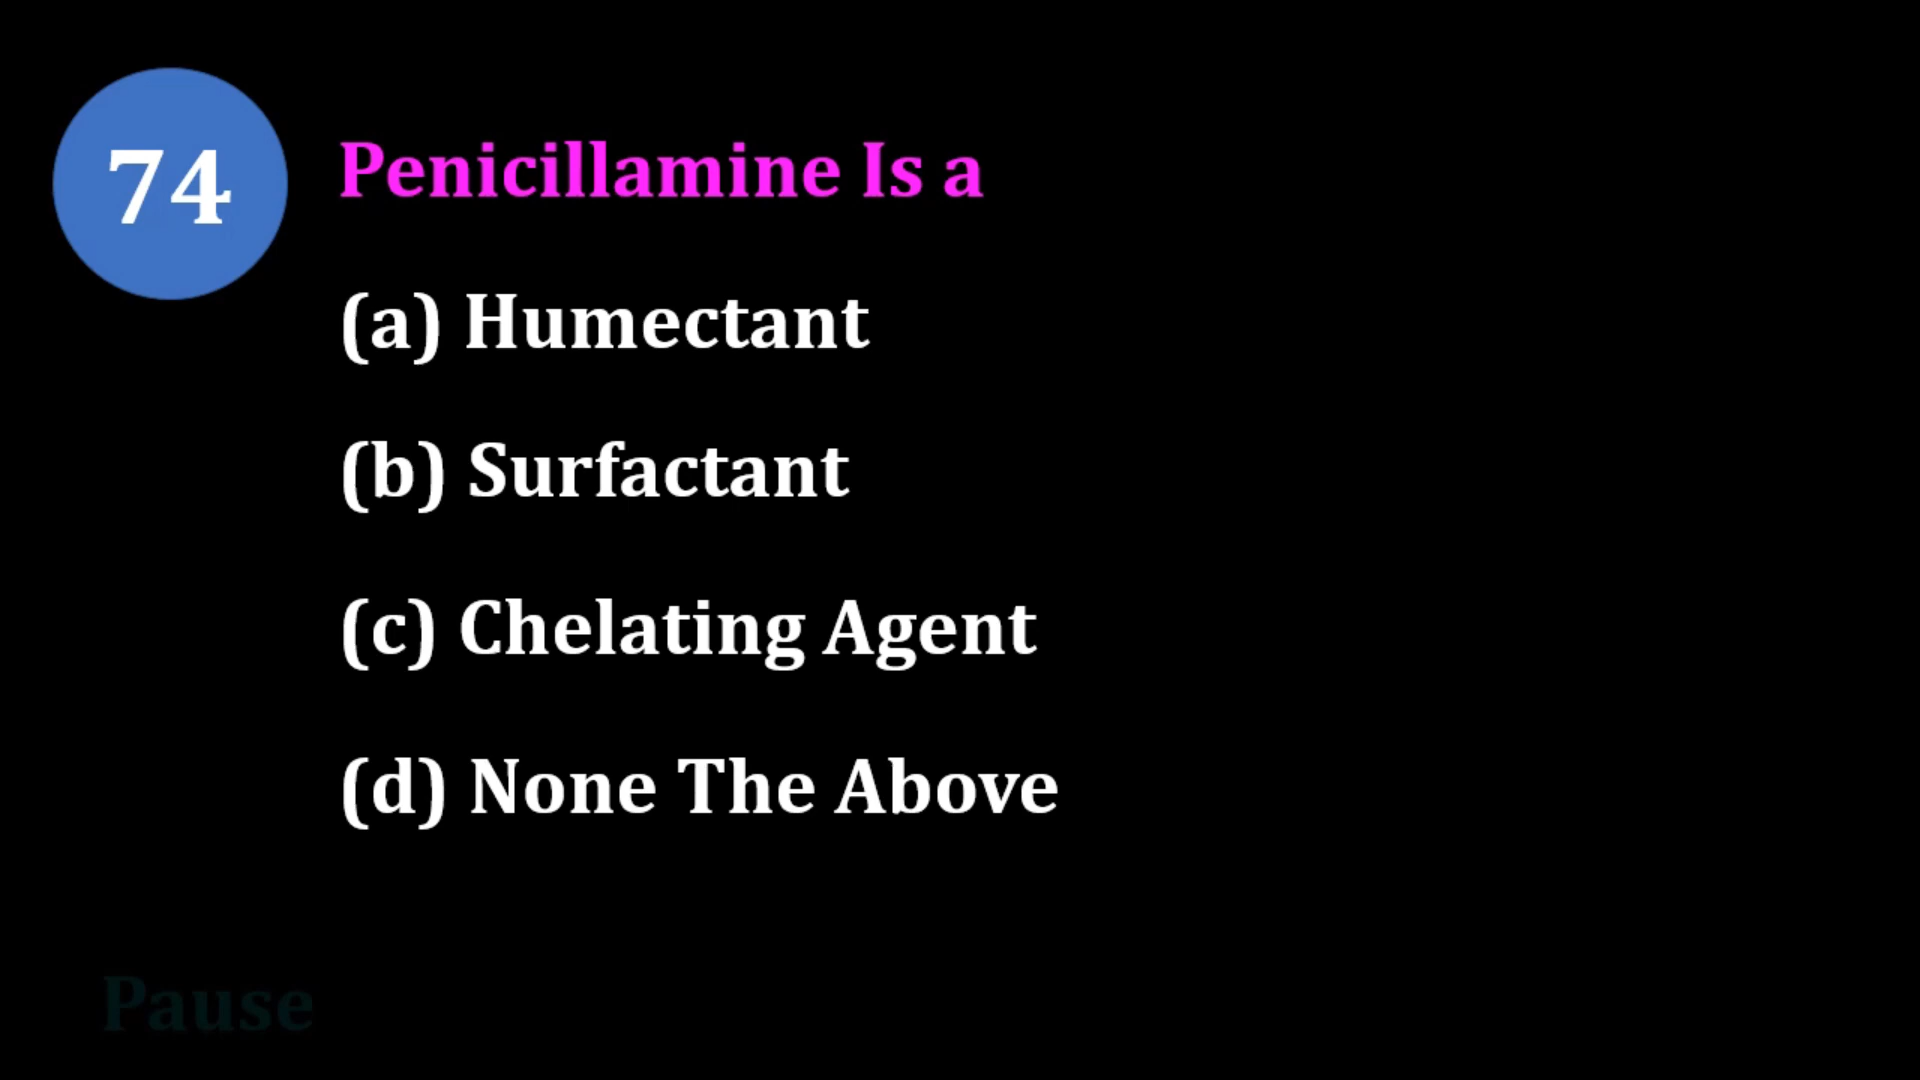 74
Penicillamine Is a
(a) Humectant
(b) Surfactant
(c) Chelating Agent
(d) None The Above
Pause